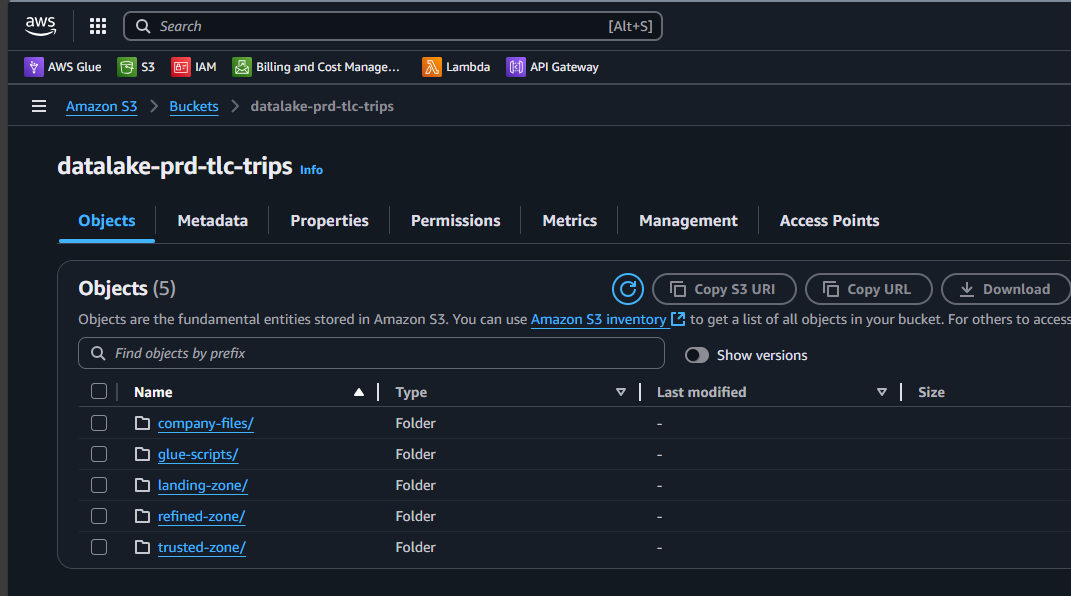 aws Search [Alt+S]
AWS Glue S3 IAM Billing and Cost Manage... Lambda API Gateway
Amazon S3 Buckets datalake-prd-tlc-trips
datalake-prd-tlc-trips Info
Objects Metadata Properties Permissions Metrics Management Access Points
Objects (5) Copy S3 URI Copy URL Download
Objects are the fundamental entities stored in Amazon S3. You can use Amazon S3 inventory to get a list of all objects in your bucket. For others to access
Find objects by prefix Show versions
Name Type Last modified Size
company-files/ Folder -
glue-scripts/ Folder -
landing-zone/ Folder -
refined-zone/ Folder -
trusted-zone/ Folder -